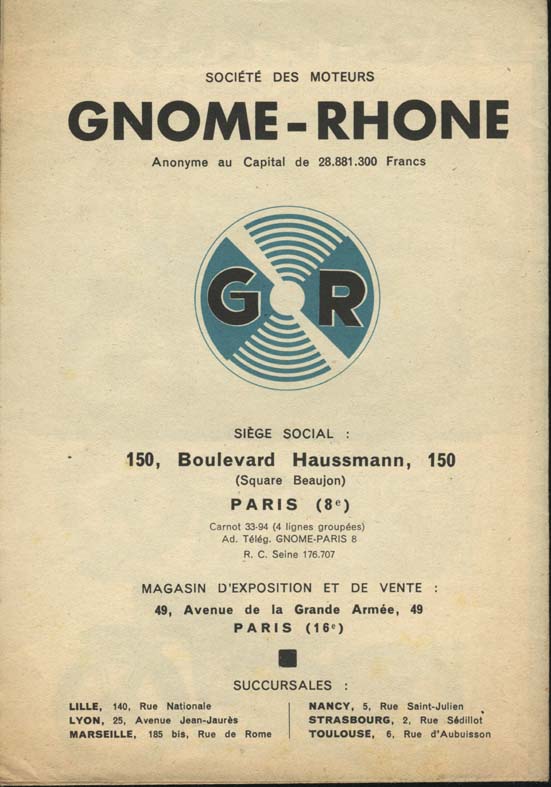 SOCIÉTÉ DES MOTEURS
GNOME-RHONE
Anonyme au Capital de 28.881.300 Francs
G R
SIÈGE SOCIAL :
150, Boulevard Haussmann, 150
(Square Beaujon)
PARIS (8e)
Carnot 33-94 (4 lignes groupées)
Ad. Télég. GNOME-PARIS 8
R. C. Seine 176.707
MAGASIN D'EXPOSITION ET DE VENTE :
49, Avenue de la Grande Armée, 49
PARIS (16e)
SUCCURSALES :
LILLE, 140, Rue Nationale
LYON, 25, Avenue Jean-Jaurès
MARSEILLE, 185 bis, Rue de Rome
NANCY, 5, Rue Saint-Julien
STRASBOURG, 2, Rue Sédillot
TOULOUSE, 6, Rue d'Aubuisson